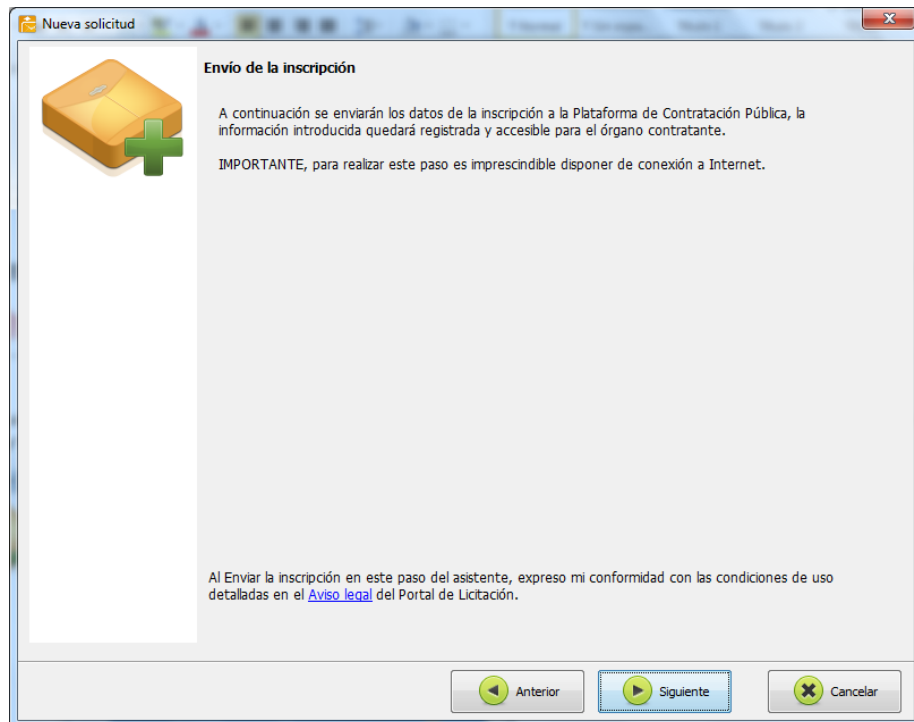 Nueva solicitud
Envío de la inscripción
A continuación se enviarán los datos de la inscripción a la Plataforma de Contratación Pública, la
información introducida quedará registrada y accesible para el órgano contratante.
IMPORTANTE, para realizar este paso es imprescindible disponer de conexión a Internet.
Al Enviar la inscripción en este paso del asistente, expreso mi conformidad con las condiciones de uso
detalladas en el Aviso legal del Portal de Licitación.
Anterior
Siguiente
Cancelar